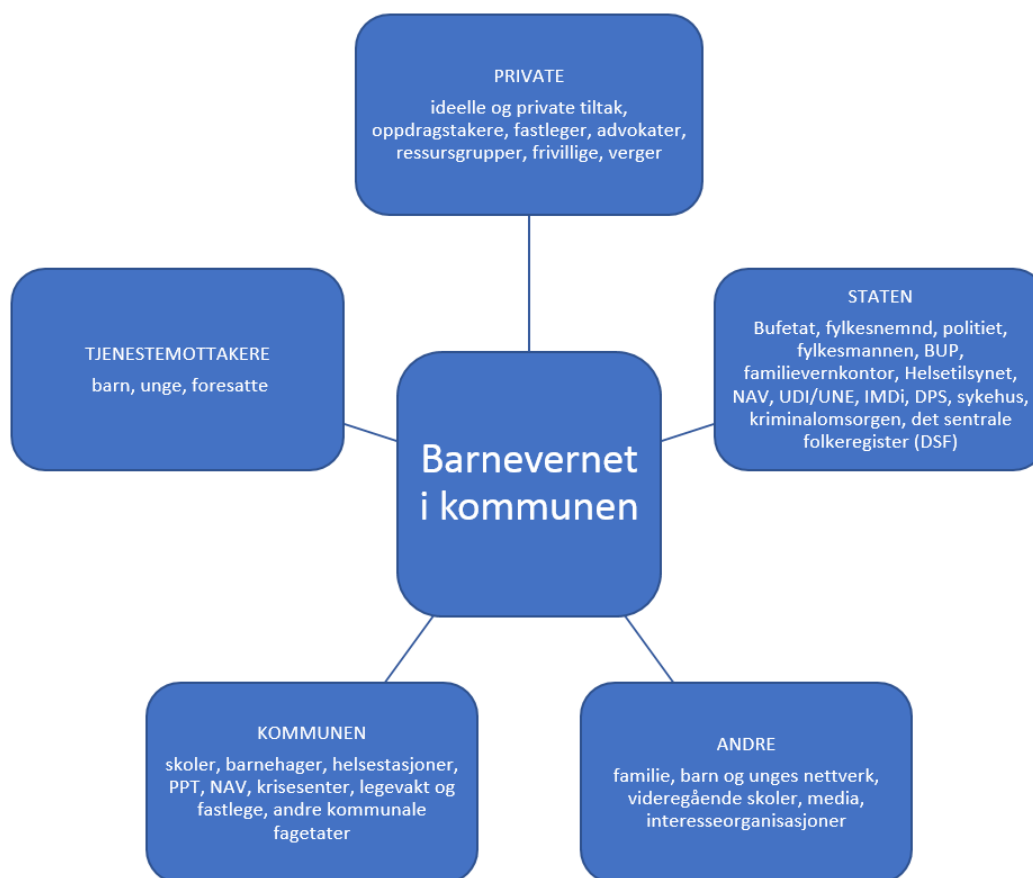 PRIVATE
ideelle og private tiltak,
oppdragstakere, fastleger, advokater,
ressursgrupper, frivillige, verger
TJENESTEMOTTAKERE
barn, unge, foresatte
STATEN
Bufetat, fylkesnemnd, politiet,
fylkesmannen, BUP,
familievernkontor, Helsetilsynet,
NAV, UDI/UNE, IMDi, DPS, sykehus,
kriminalomsorgen, det sentrale
folkeregister (DSF)
Barnevernet
i kommunen
KOMMUNEN
skoler, barnehager, helsestasjoner,
PPT, NAV, krisesenter, legevakt og
fastlege, andre kommunale
fagetater
ANDRE
familie, barn og unges nettverk,
videregående skoler, media,
interesseorganisasjoner